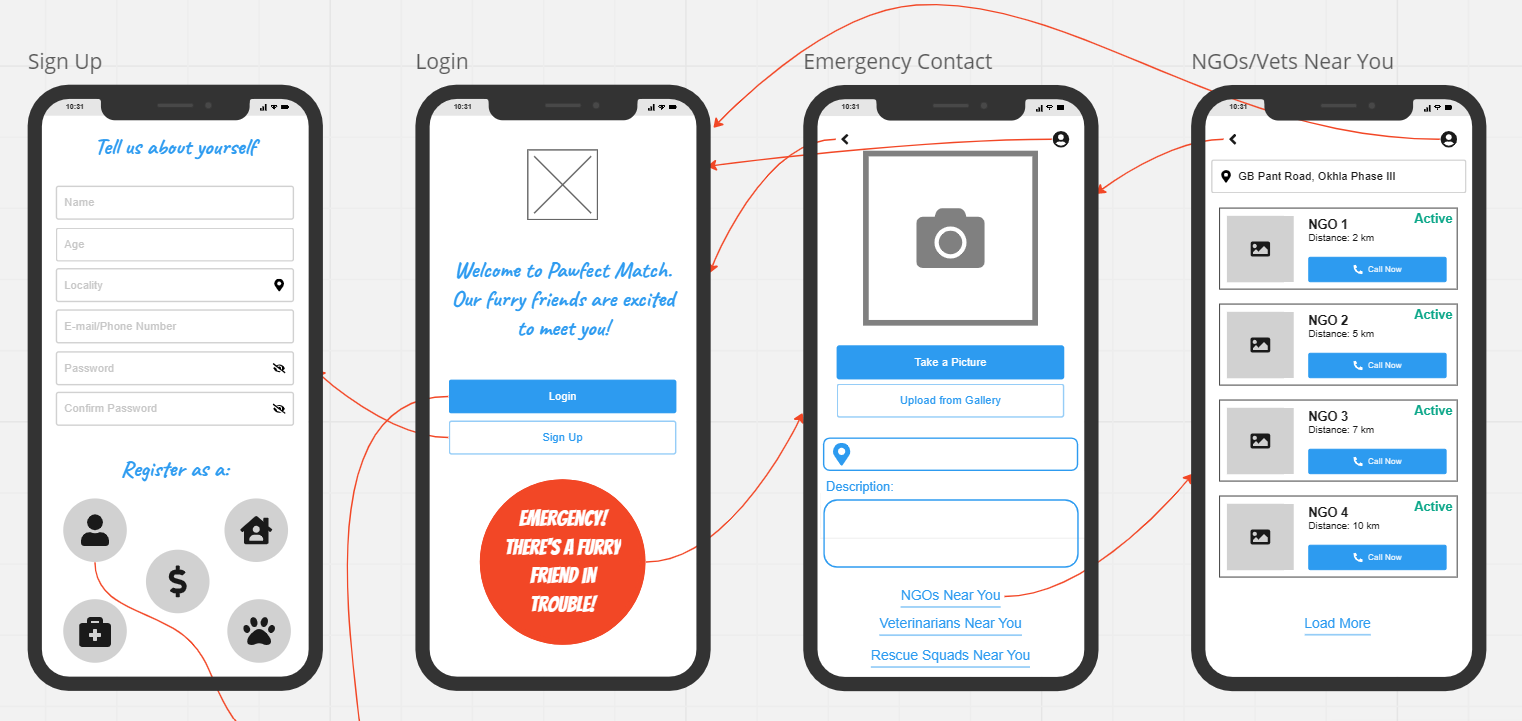 Sign Up
10:31
Tell us about yourself
Name
Age
Locality
E-mail/Phone Number
Password
Confirm Password
Register as a:
$
Login
10:31
Welcome to Pawfect Match.
Our furry friends are excited
to meet you!
Login
Sign Up
EMERGENCY!
THERE'S A FURRY
FRIEND IN
TROUBLE!
Emergency Contact
10:31
Take a Picture
Upload from Gallery
Description:
NGOs Near You
Veterinarians Near You
Rescue Squads Near You
NGOs/Vets Near You
10:31
GB Pant Road, Okhla Phase III
NGO 1 Active
Distance: 2 km
Call Now
NGO 2 Active
Distance: 5 km
Call Now
NGO 3 Active
Distance: 7 km
Call Now
NGO 4 Active
Distance: 10 km
Call Now
Load More